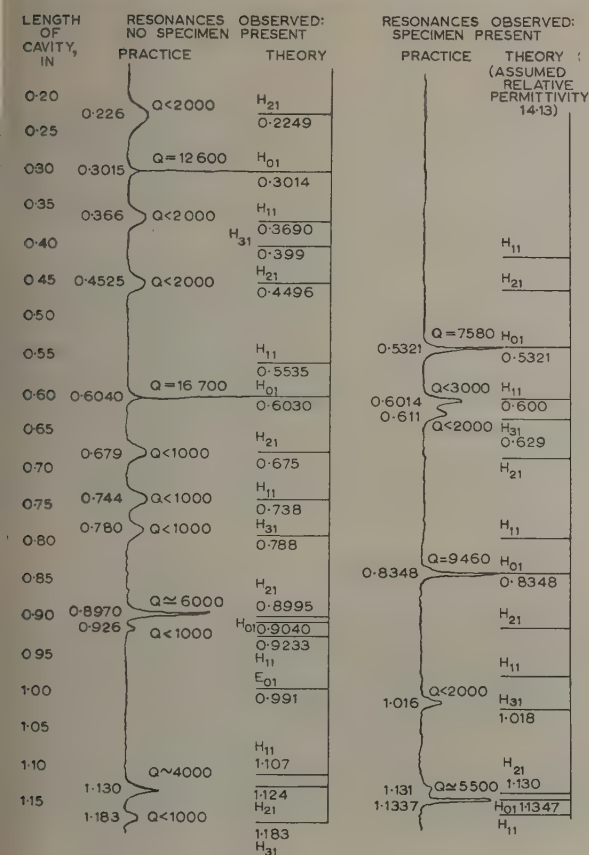 LENGTH OF CAVITY, IN
RESONANCES OBSERVED:
NO SPECIMEN PRESENT
PRACTICE THEORY
0·20
0·226 Q<2000 H21
0·2249
0·25
0·30 0·3015 Q=12 600 H01
0·3014
0·35
0·366 Q<2 000 H11
0·3690
0·40
H31
0·399
0·45 0·4525 Q<2000 H21
0·4496
0·50
0·55
H11
0·5535
0·60 0·6040 Q=16 700 H01
0·6030
0·65
0·679 Q<1000 H21
0·675
0·70
0·75 0·744 Q<1000 H11
0·738
0·780 Q<1000 H31
0·788
0·80
0·85
H21
0·90 0·8970 Q≃6000 0·8995
0·926 Q<1000 H01 0·9040
0·9233
H11
0·95
E01
0·991
1·00
1·05
H11
1·107
1·10
1·130 Q~4000 1·124
H21
1·15
1·183 Q<1000
1·183
H31
RESONANCES OBSERVED:
SPECIMEN PRESENT
PRACTICE THEORY :
(ASSUMED
RELATIVE
PERMITTIVITY
14·13)
H11
H21
0·5321 Q=7580 H01
0·5321
0·6014 Q<3000 H11
0·600
0·611 Q<2000 H31
0·629
H21
H11
0·8348 Q=9460 H01
0·8348
H21
H11
1·016 Q<2000 H31
1·018
H21
1·131 Q≃5500 1·130
1·1337 H01 1·1347
H11